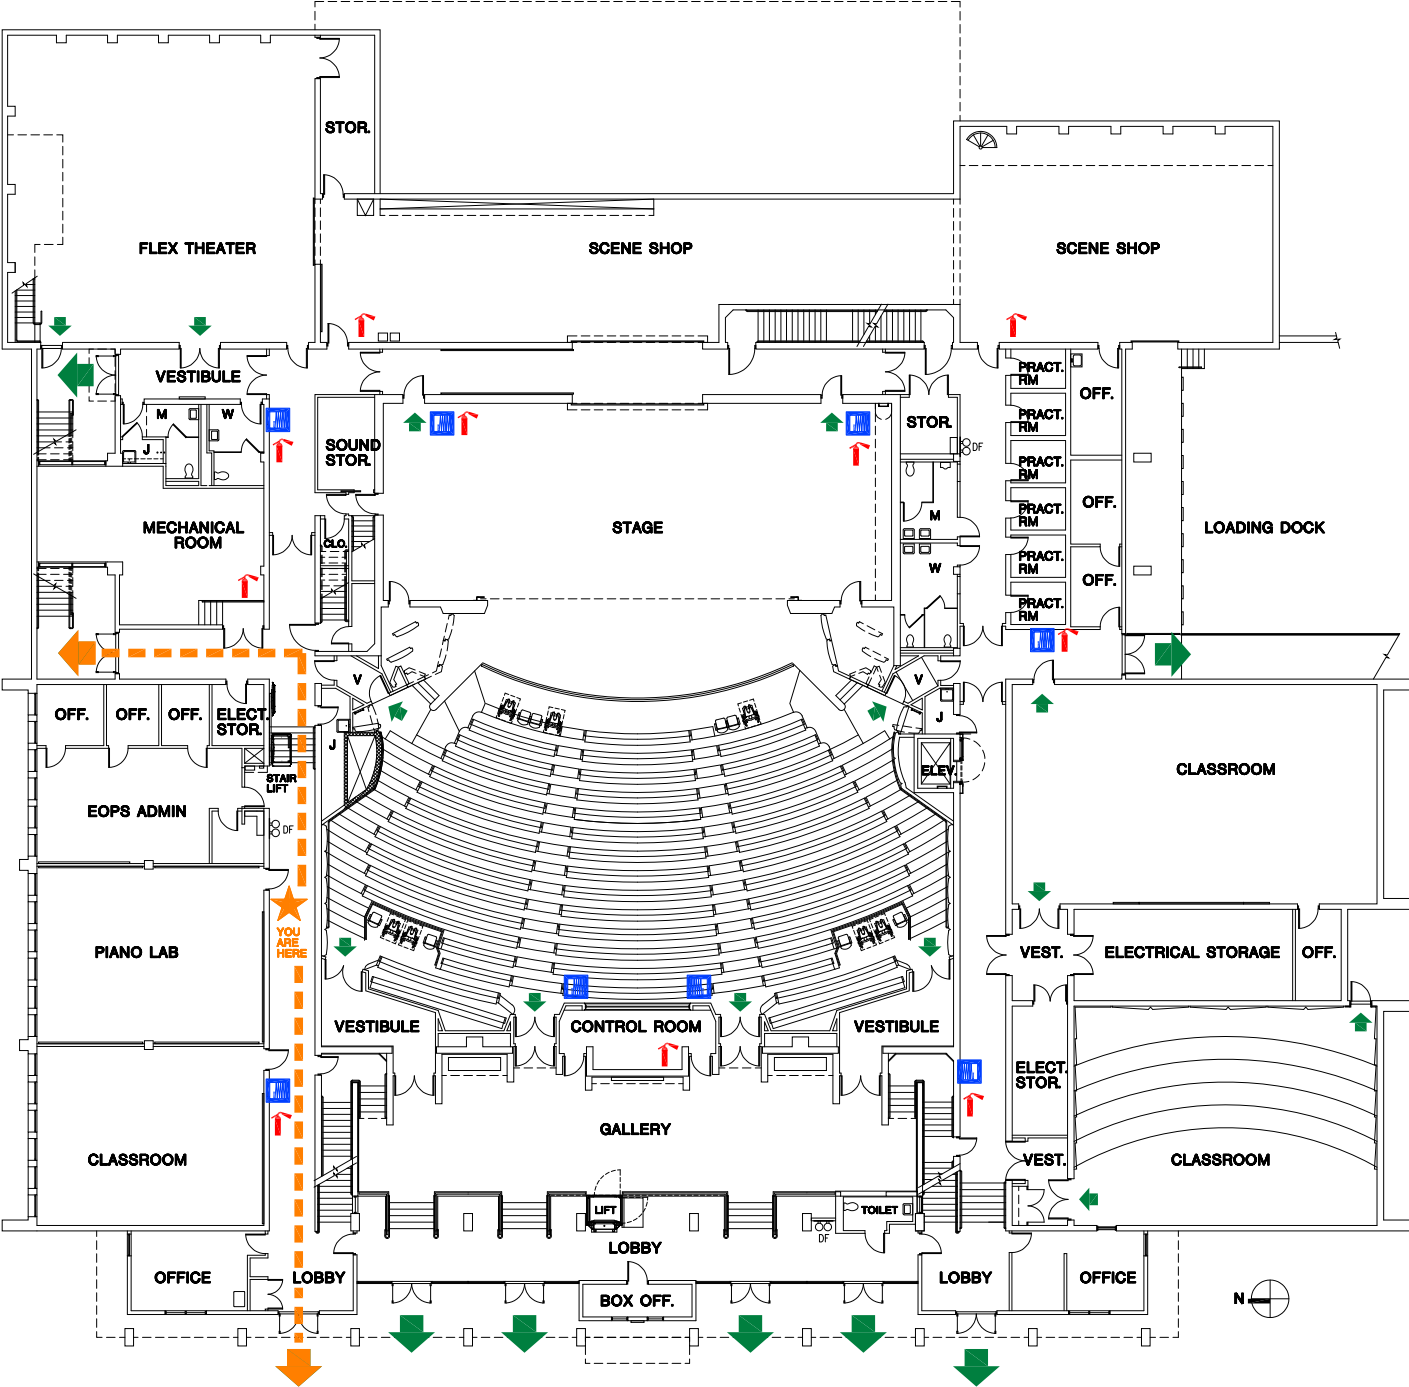 STOR.
FLEX THEATER
SCENE SHOP
SCENE SHOP
VESTIBULE
PRACT.
RM
OFF.
M
W
PRACT.
RM
STOR.
J
SOUND
STOR.
DF
PRACT.
RM
OFF.
M
PRACT.
RM
MECHANICAL
ROOM
CLO.
STAGE
LOADING DOCK
W
PRACT.
RM
OFF.
PRACT.
RM
V
V
OFF.
OFF.
OFF.
ELECT.
STOR.
J
J
STAIR
LIFT
ELEV.
CLASSROOM
EOPS ADMIN
DF
YOU
ARE
HERE
PIANO LAB
VEST.
ELECTRICAL STORAGE
OFF.
VESTIBULE
CONTROL ROOM
VESTIBULE
ELECT.
STOR.
GALLERY
CLASSROOM
VEST.
CLASSROOM
LIFT
TOILET
DF
LOBBY
OFFICE
LOBBY
LOBBY
OFFICE
BOX OFF.
N